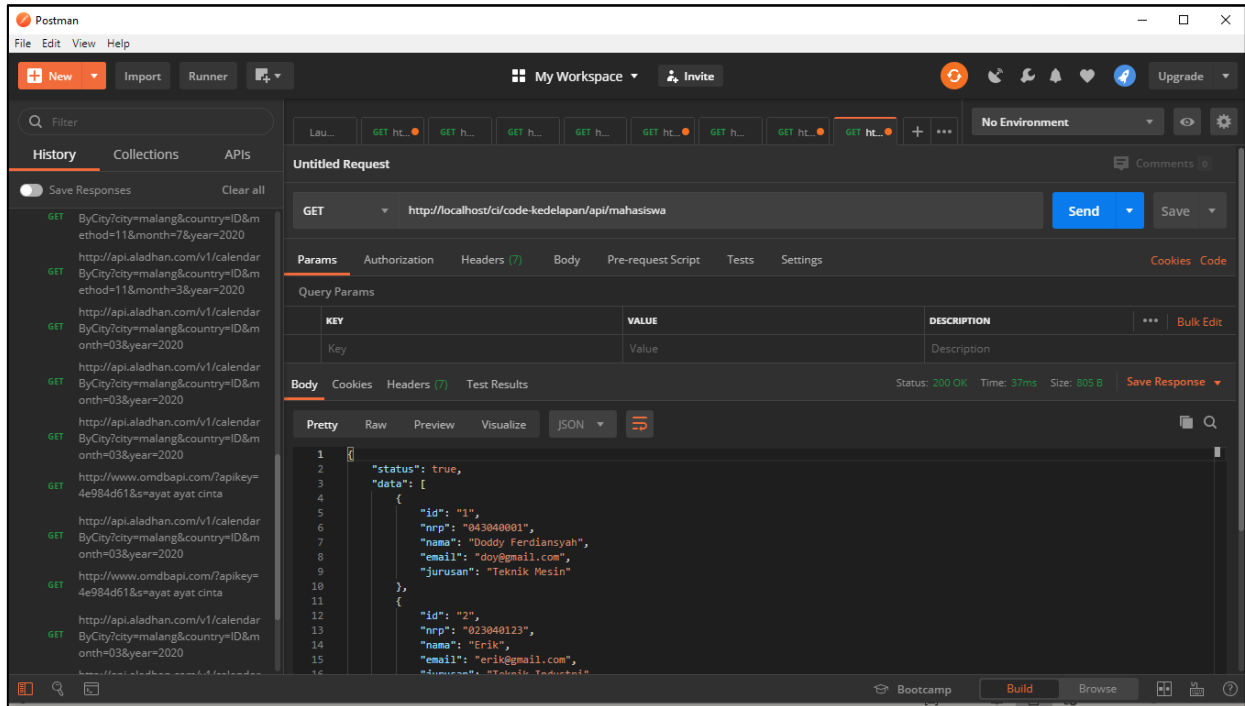 Postman
File Edit View Help
New Import Runner My Workspace Invite Upgrade
Filter
History Collections APIs
Save Responses Clear all
GET ByCity?city=malang&country=ID&m
ethod=11&month=7&year=2020
http://api.aladhan.com/v1/calendar
GET ByCity?city=malang&country=ID&m
ethod=11&month=3&year=2020
http://api.aladhan.com/v1/calendar
GET ByCity?city=malang&country=ID&m
onth=03&year=2020
http://api.aladhan.com/v1/calendar
GET ByCity?city=malang&country=ID&m
onth=03&year=2020
http://api.aladhan.com/v1/calendar
GET ByCity?city=malang&country=ID&m
onth=03&year=2020
http://www.omdbapi.com/?apikey=
GET 4e984d61&s=ayat ayat cinta
http://api.aladhan.com/v1/calendar
GET ByCity?city=malang&country=ID&m
onth=03&year=2020
http://www.omdbapi.com/?apikey=
GET 4e984d61&s=ayat ayat cinta
http://api.aladhan.com/v1/calendar
GET ByCity?city=malang&country=ID&m
onth=03&year=2020
Lau... GET ht... GET h... GET h... GET h... GET ht... GET h... GET ht... GET ht... + ... No Environment
Untitled Request Comments 0
GET http://localhost/ci/code-kedelapan/api/mahasiswa Send Save
Params Authorization Headers (7) Body Pre-request Script Tests Settings Cookies Code
Query Params
KEY VALUE DESCRIPTION ... Bulk Edit
Key Value Description
Body Cookies Headers (7) Test Results Status: 200 OK Time: 37ms Size: 805 B Save Response
Pretty Raw Preview Visualize JSON
1 {
2 "status": true,
3 "data": [
4 {
5 "id": "1",
6 "nrp": "043040001",
7 "nama": "Doddy Ferdiansyah",
8 "email": "doy@gmail.com",
9 "jurusan": "Teknik Mesin"
10 },
11 {
12 "id": "2",
13 "nrp": "023040123",
14 "nama": "Erik",
15 "email": "erik@gmail.com",
16 "jurusan": "Teknik Industri"
Bootcamp Build Browse